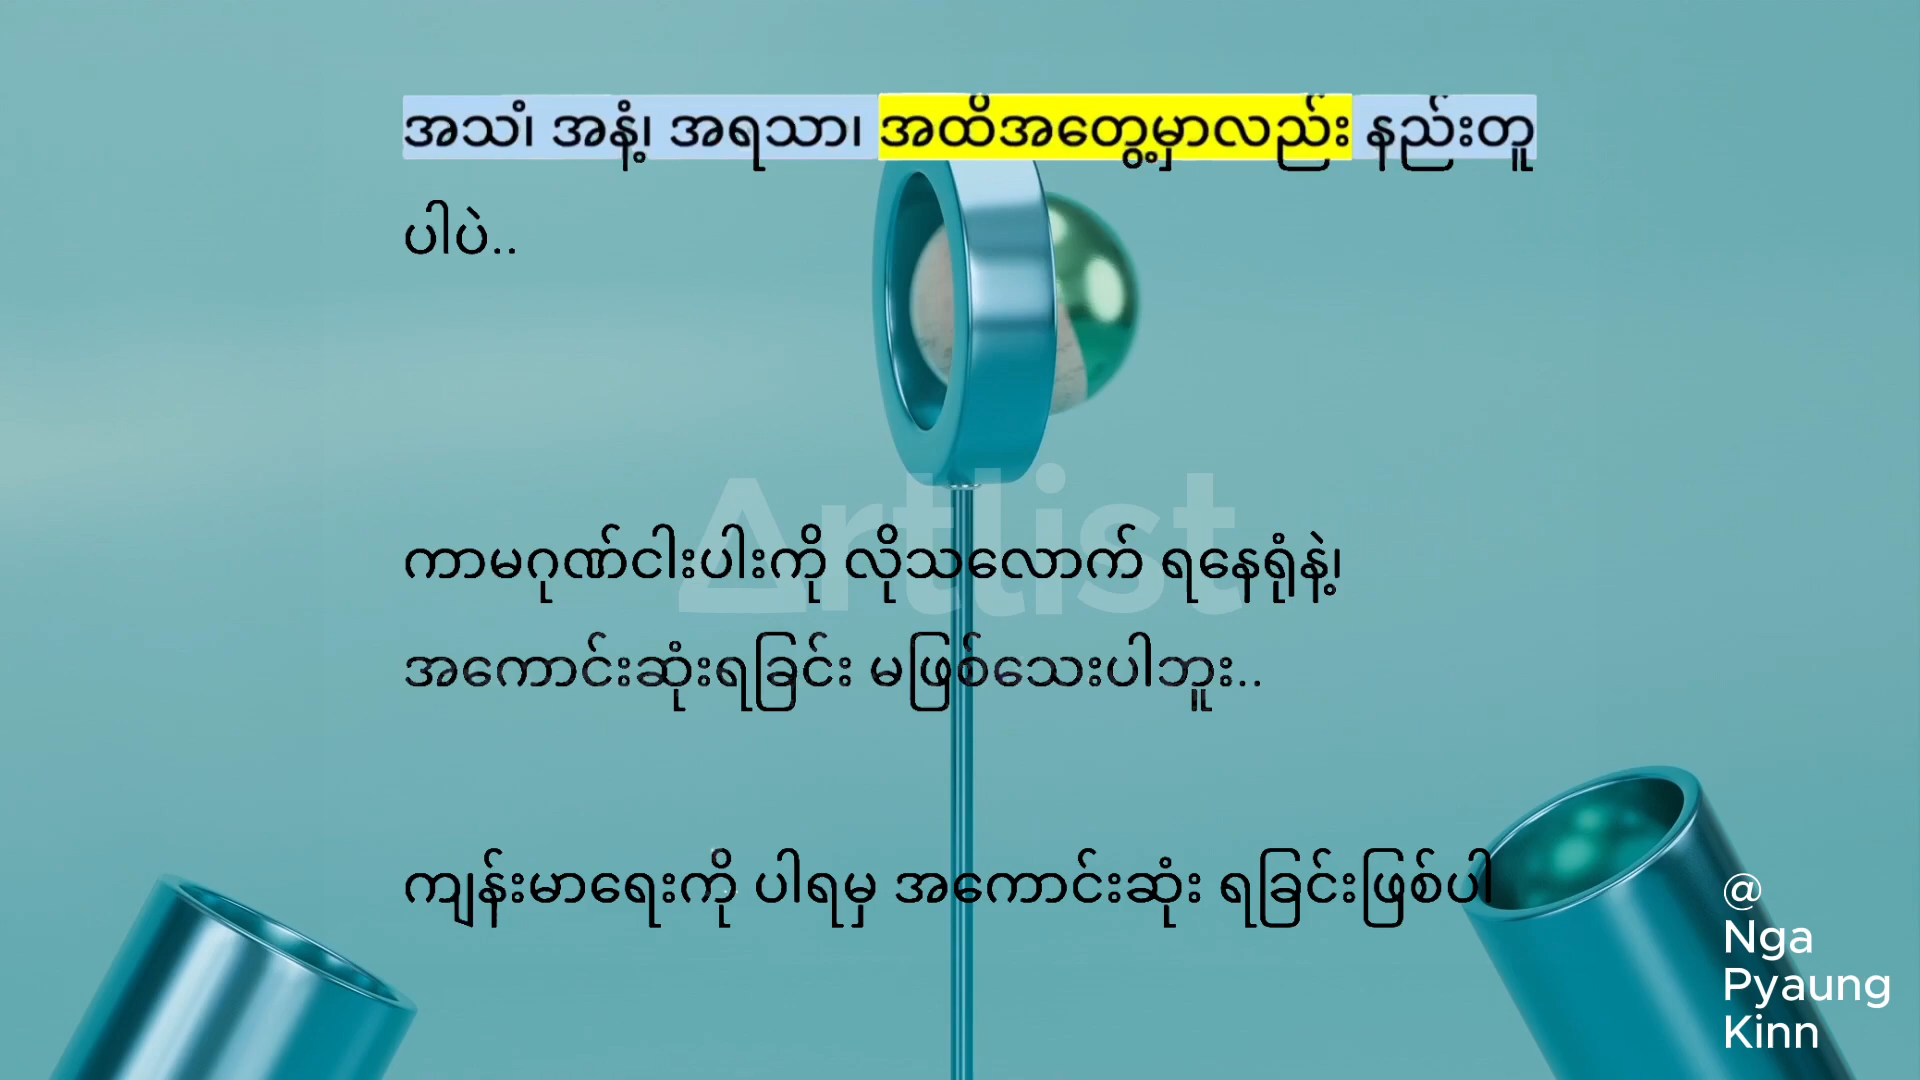 အသံ၊ အနံ့၊ အရသာ၊ အထိအတွေ့မှာလည်း နည်းတူ
ပါပဲ..
Artlist
ကာမဂုဏ်ငါးပါးကို လိုသလောက် ရနေရုံနဲ့၊
အကောင်းဆုံးရခြင်း မဖြစ်သေးပါဘူး..
ကျန်းမာရေးကို ပါရမှ အကောင်းဆုံး ရခြင်းဖြစ်ပါ
@
Nga
Pyaung
Kinn